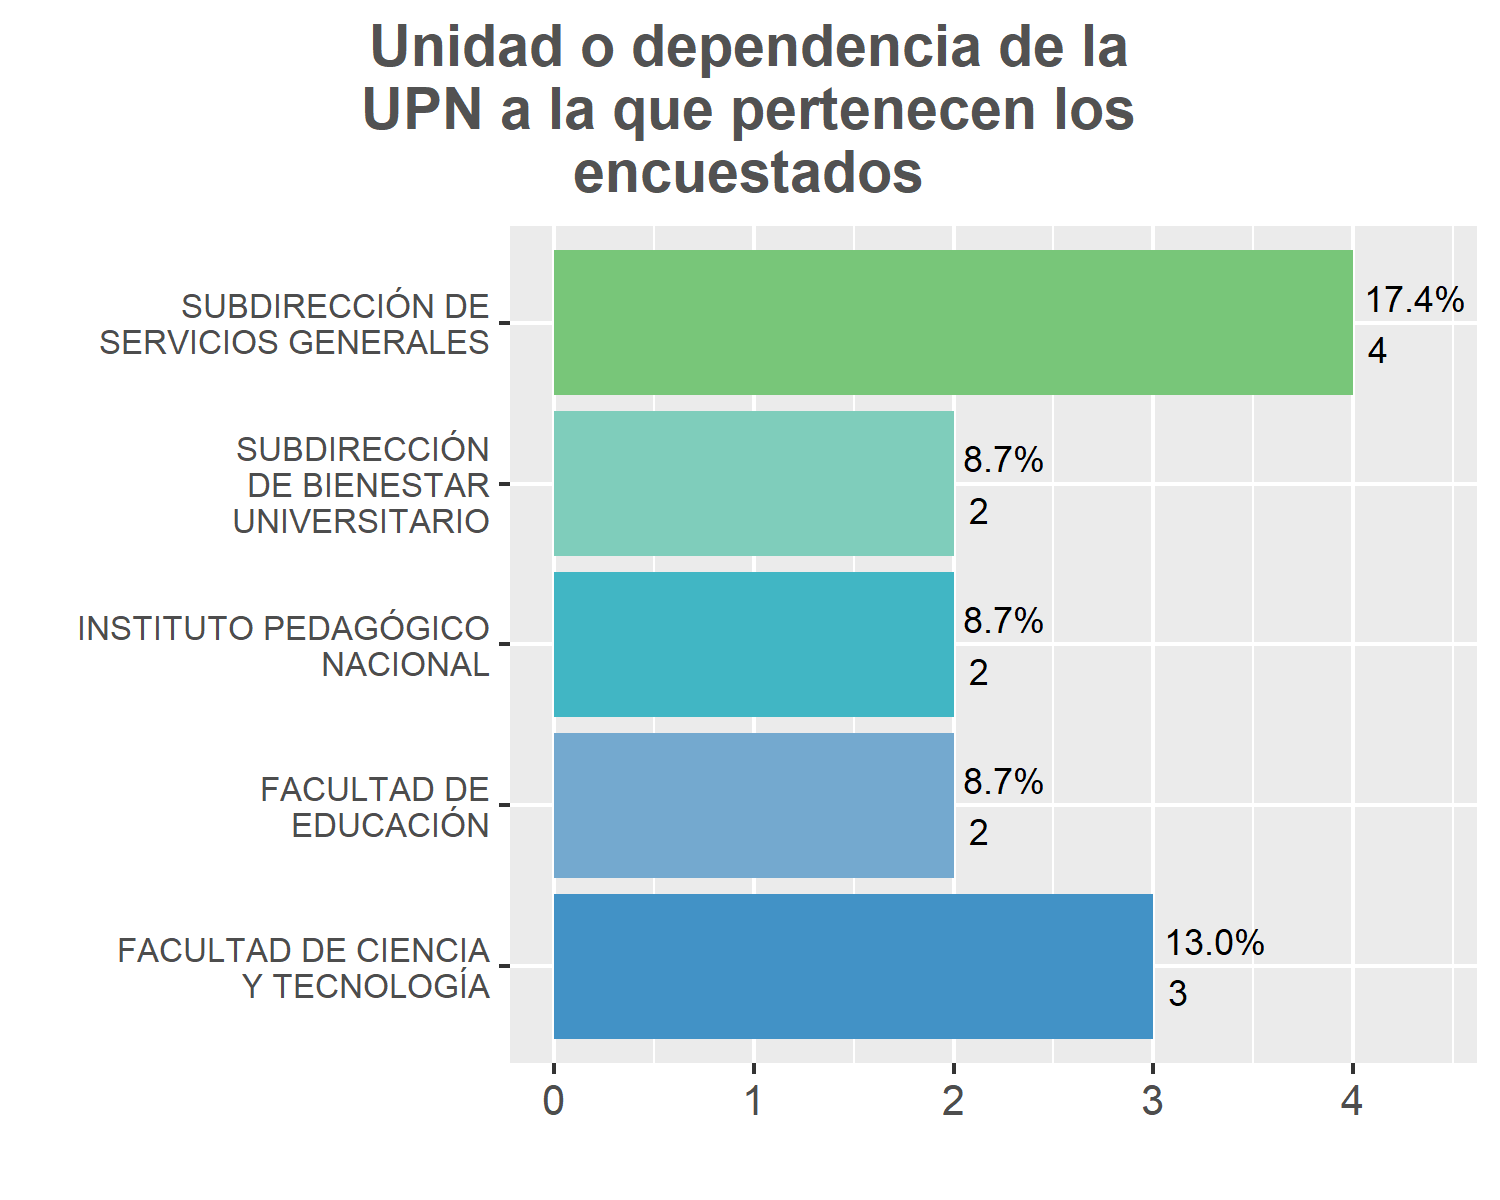 Unidad o dependencia de la
UPN a la que pertenecen los
encuestados
SUBDIRECCIÓN DE
SERVICIOS GENERALES
17.4%
4
SUBDIRECCIÓN
DE BIENESTAR
UNIVERSITARIO
8.7%
2
INSTITUTO PEDAGÓGICO
NACIONAL
8.7%
2
FACULTAD DE
EDUCACIÓN
8.7%
2
FACULTAD DE CIENCIA
Y TECNOLOGÍA
13.0%
3
0 1 2 3 4